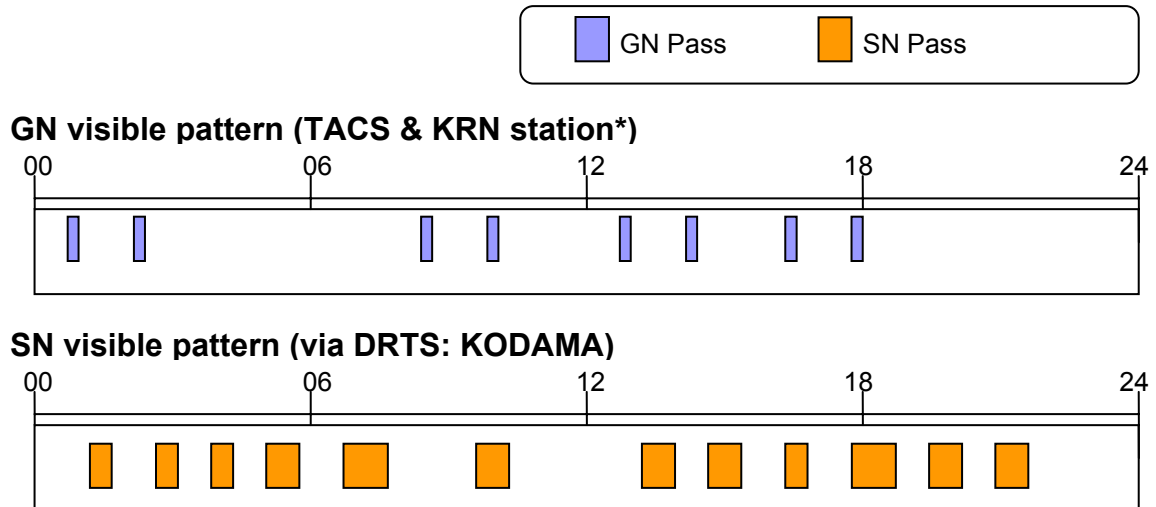 GN Pass SN Pass
GN visible pattern (TACS & KRN station*)
00 06 12 18 24
SN visible pattern (via DRTS: KODAMA)
00 06 12 18 24